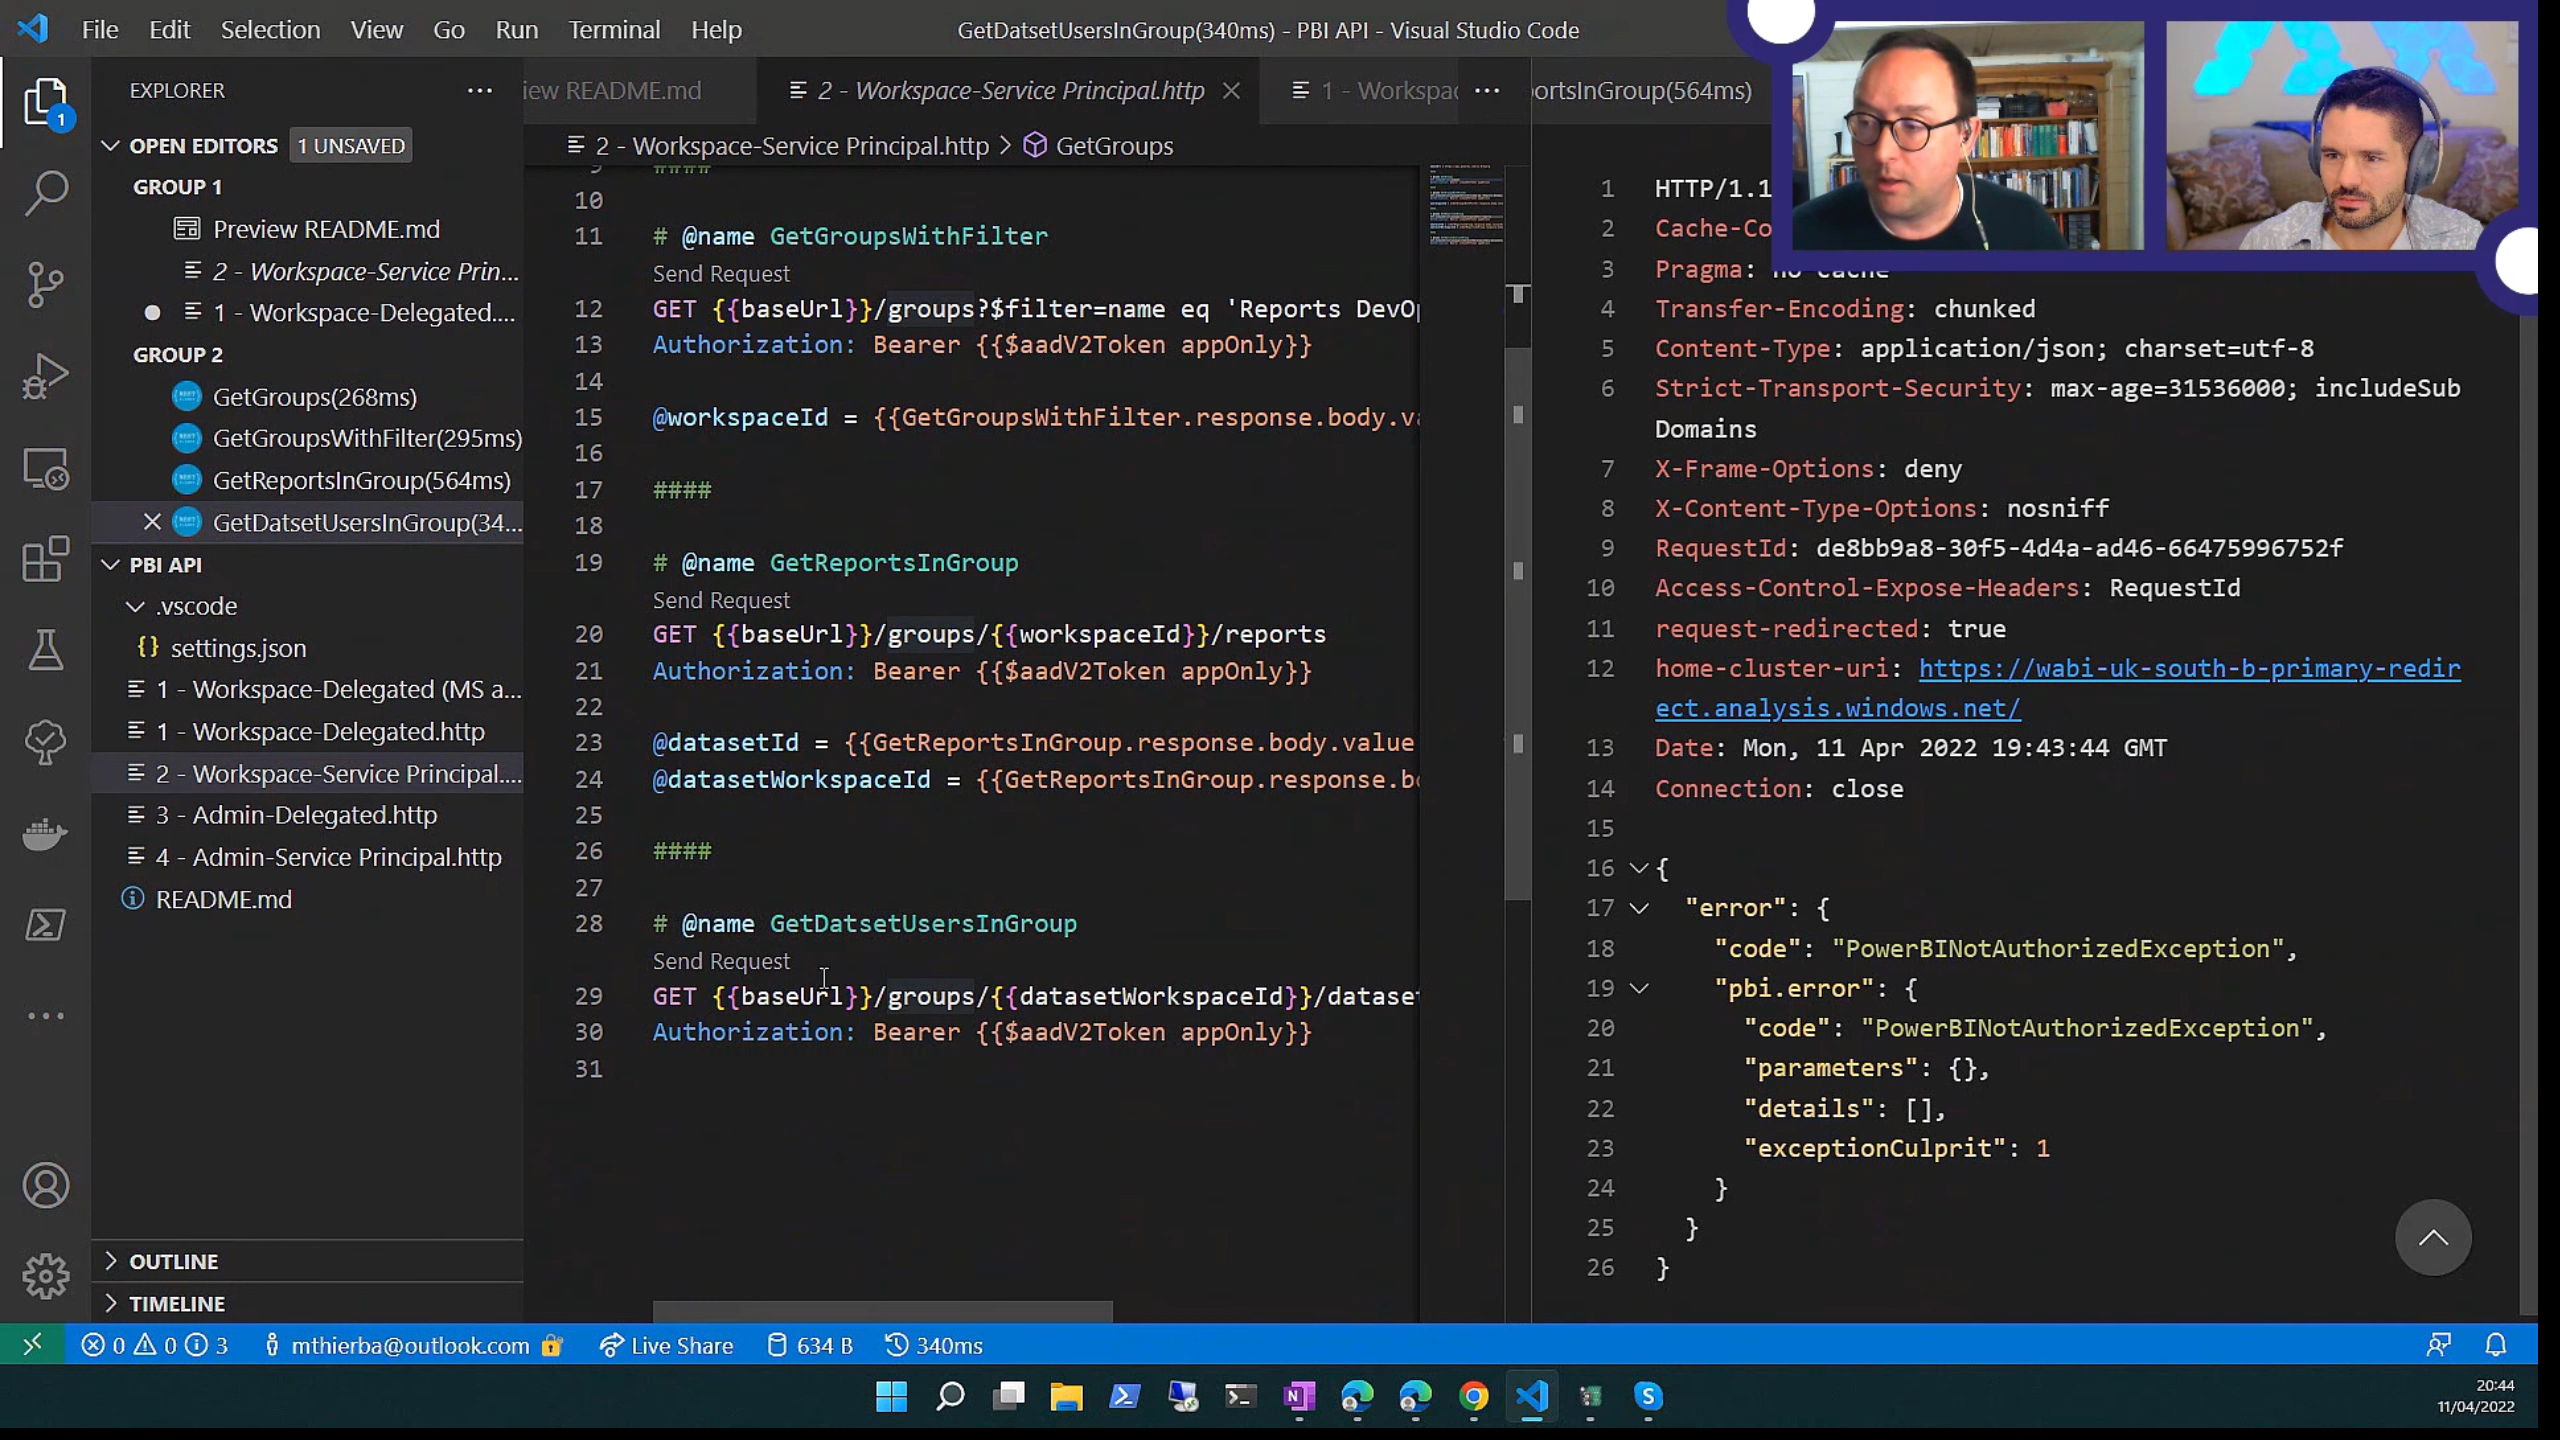 File Edit Selection View Go Run Terminal Help
GetDatsetUsersInGroup(340ms) - PBI API - Visual Studio Code
EXPLORER
OPEN EDITORS 1 UNSAVED
GROUP 1
Preview README.md
2 - Workspace-Service Prin...
1 - Workspace-Delegated....
GROUP 2
GetGroups(268ms)
GetGroupsWithFilter(295ms)
GetReportsInGroup(564ms)
GetDatsetUsersInGroup(34...
PBI API
.vscode
{} settings.json
1 - Workspace-Delegated (MS a...
1 - Workspace-Delegated.http
2 - Workspace-Service Principal....
3 - Admin-Delegated.http
4 - Admin-Service Principal.http
README.md
OUTLINE
TIMELINE
iew README.md
2 - Workspace-Service Principal.http
1 - Workspac
2 - Workspace-Service Principal.http > GetGroups
9 ####
10
11 # @name GetGroupsWithFilter
Send Request
12 GET {{baseUrl}}/groups?$filter=name eq 'Reports DevOp
13 Authorization: Bearer {{$aadV2Token appOnly}}
14
15 @workspaceId = {{GetGroupsWithFilter.response.body.va
16
17 ####
18
19 # @name GetReportsInGroup
Send Request
20 GET {{baseUrl}}/groups/{{workspaceId}}/reports
21 Authorization: Bearer {{$aadV2Token appOnly}}
22
23 @datasetId = {{GetReportsInGroup.response.body.value
24 @datasetWorkspaceId = {{GetReportsInGroup.response.bo
25
26 ####
27
28 # @name GetDatsetUsersInGroup
Send Request
29 GET {{baseUrl}}/groups/{{datasetWorkspaceId}}/dataset
30 Authorization: Bearer {{$aadV2Token appOnly}}
31
ortsInGroup(564ms)
1 HTTP/1.1
2 Cache-Co
3 Pragma: no-cache
4 Transfer-Encoding: chunked
5 Content-Type: application/json; charset=utf-8
6 Strict-Transport-Security: max-age=31536000; includeSub
Domains
7 X-Frame-Options: deny
8 X-Content-Type-Options: nosniff
9 RequestId: de8bb9a8-30f5-4d4a-ad46-66475996752f
10 Access-Control-Expose-Headers: RequestId
11 request-redirected: true
12 home-cluster-uri: https://wabi-uk-south-b-primary-redir
ect.analysis.windows.net/
13 Date: Mon, 11 Apr 2022 19:43:44 GMT
14 Connection: close
15
16 {
17 "error": {
18 "code": "PowerBINotAuthorizedException",
19 "pbi.error": {
20 "code": "PowerBINotAuthorizedException",
21 "parameters": {},
22 "details": [],
23 "exceptionCulprit": 1
24 }
25 }
26 }
0 0 3 mthierba@outlook.com Live Share 634 B 340ms
20:44
11/04/2022